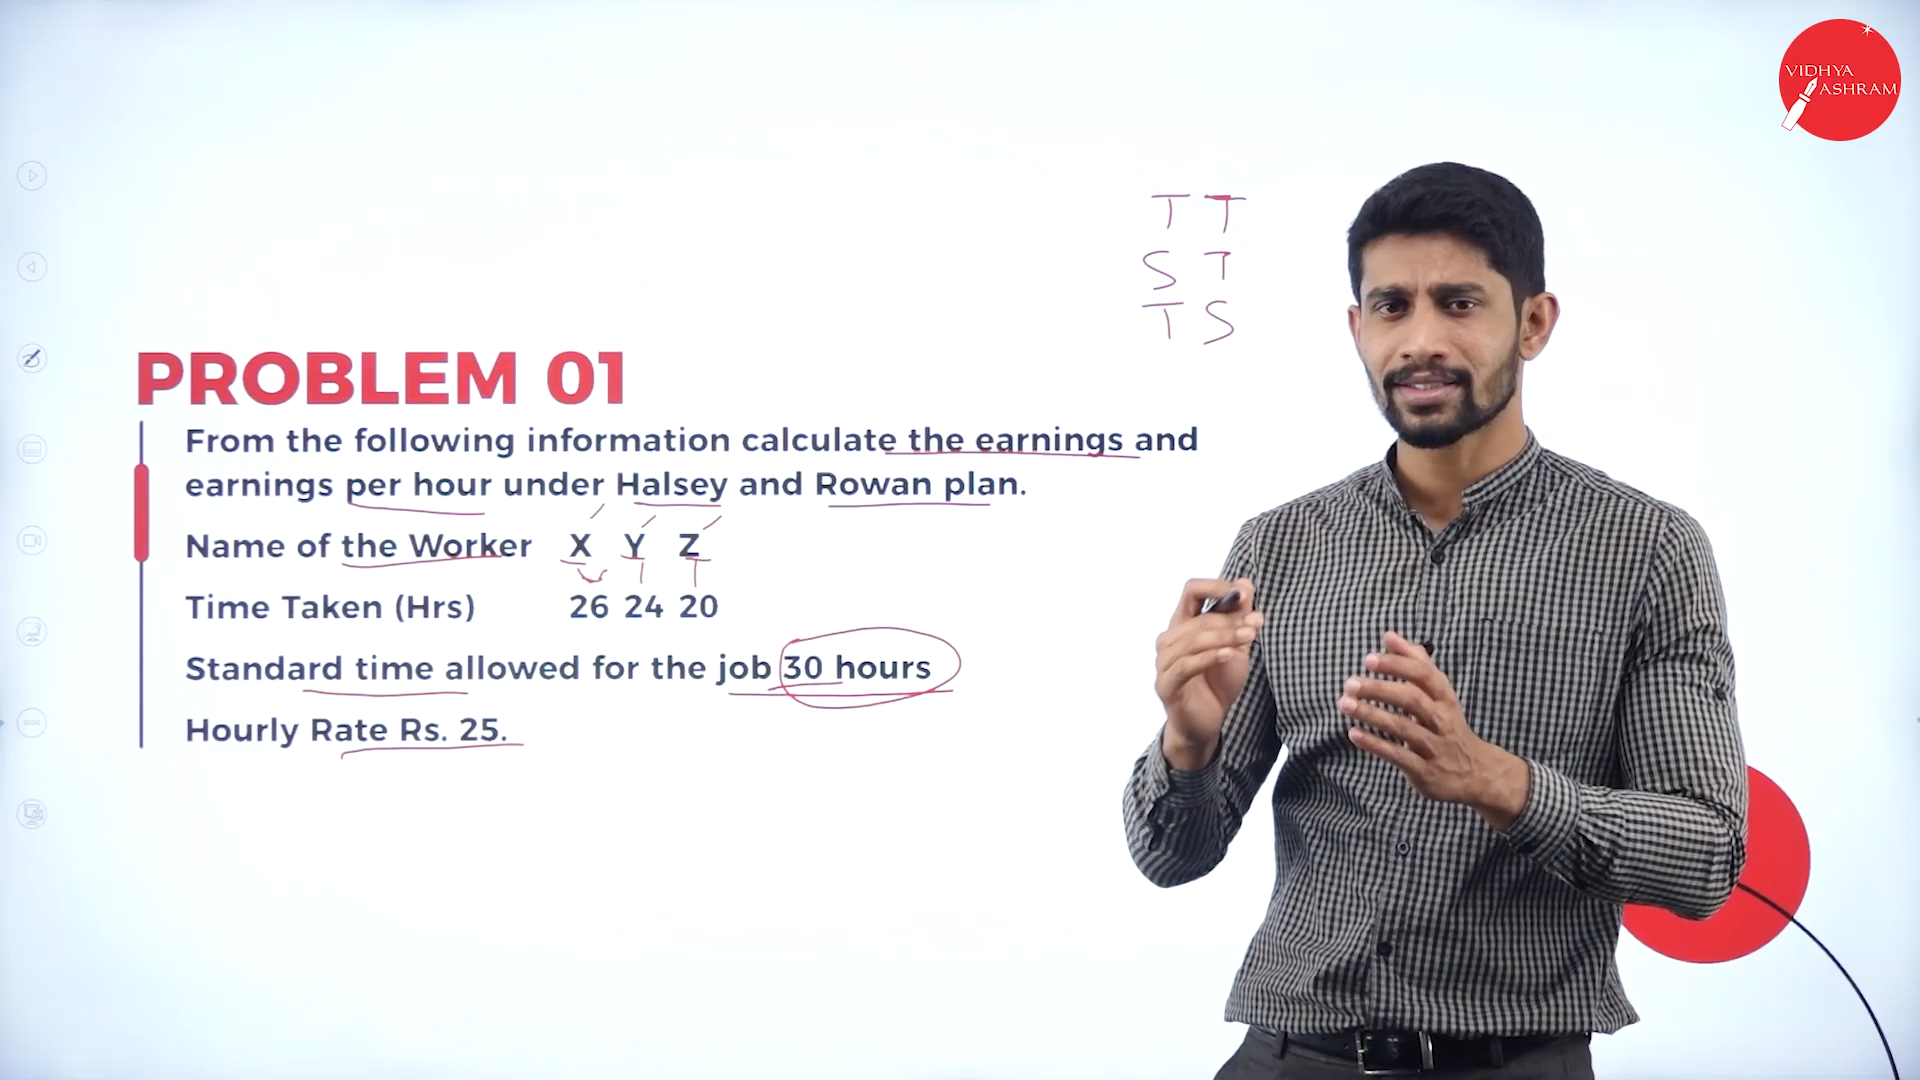 VIDHYA
ASHRAM
T T
S T
T S
PROBLEM 01
From the following information calculate the earnings and
earnings per hour under Halsey and Rowan plan.
Name of the Worker X Y Z
Time Taken (Hrs) 26 24 20
Standard time allowed for the job 30 hours
Hourly Rate Rs. 25.